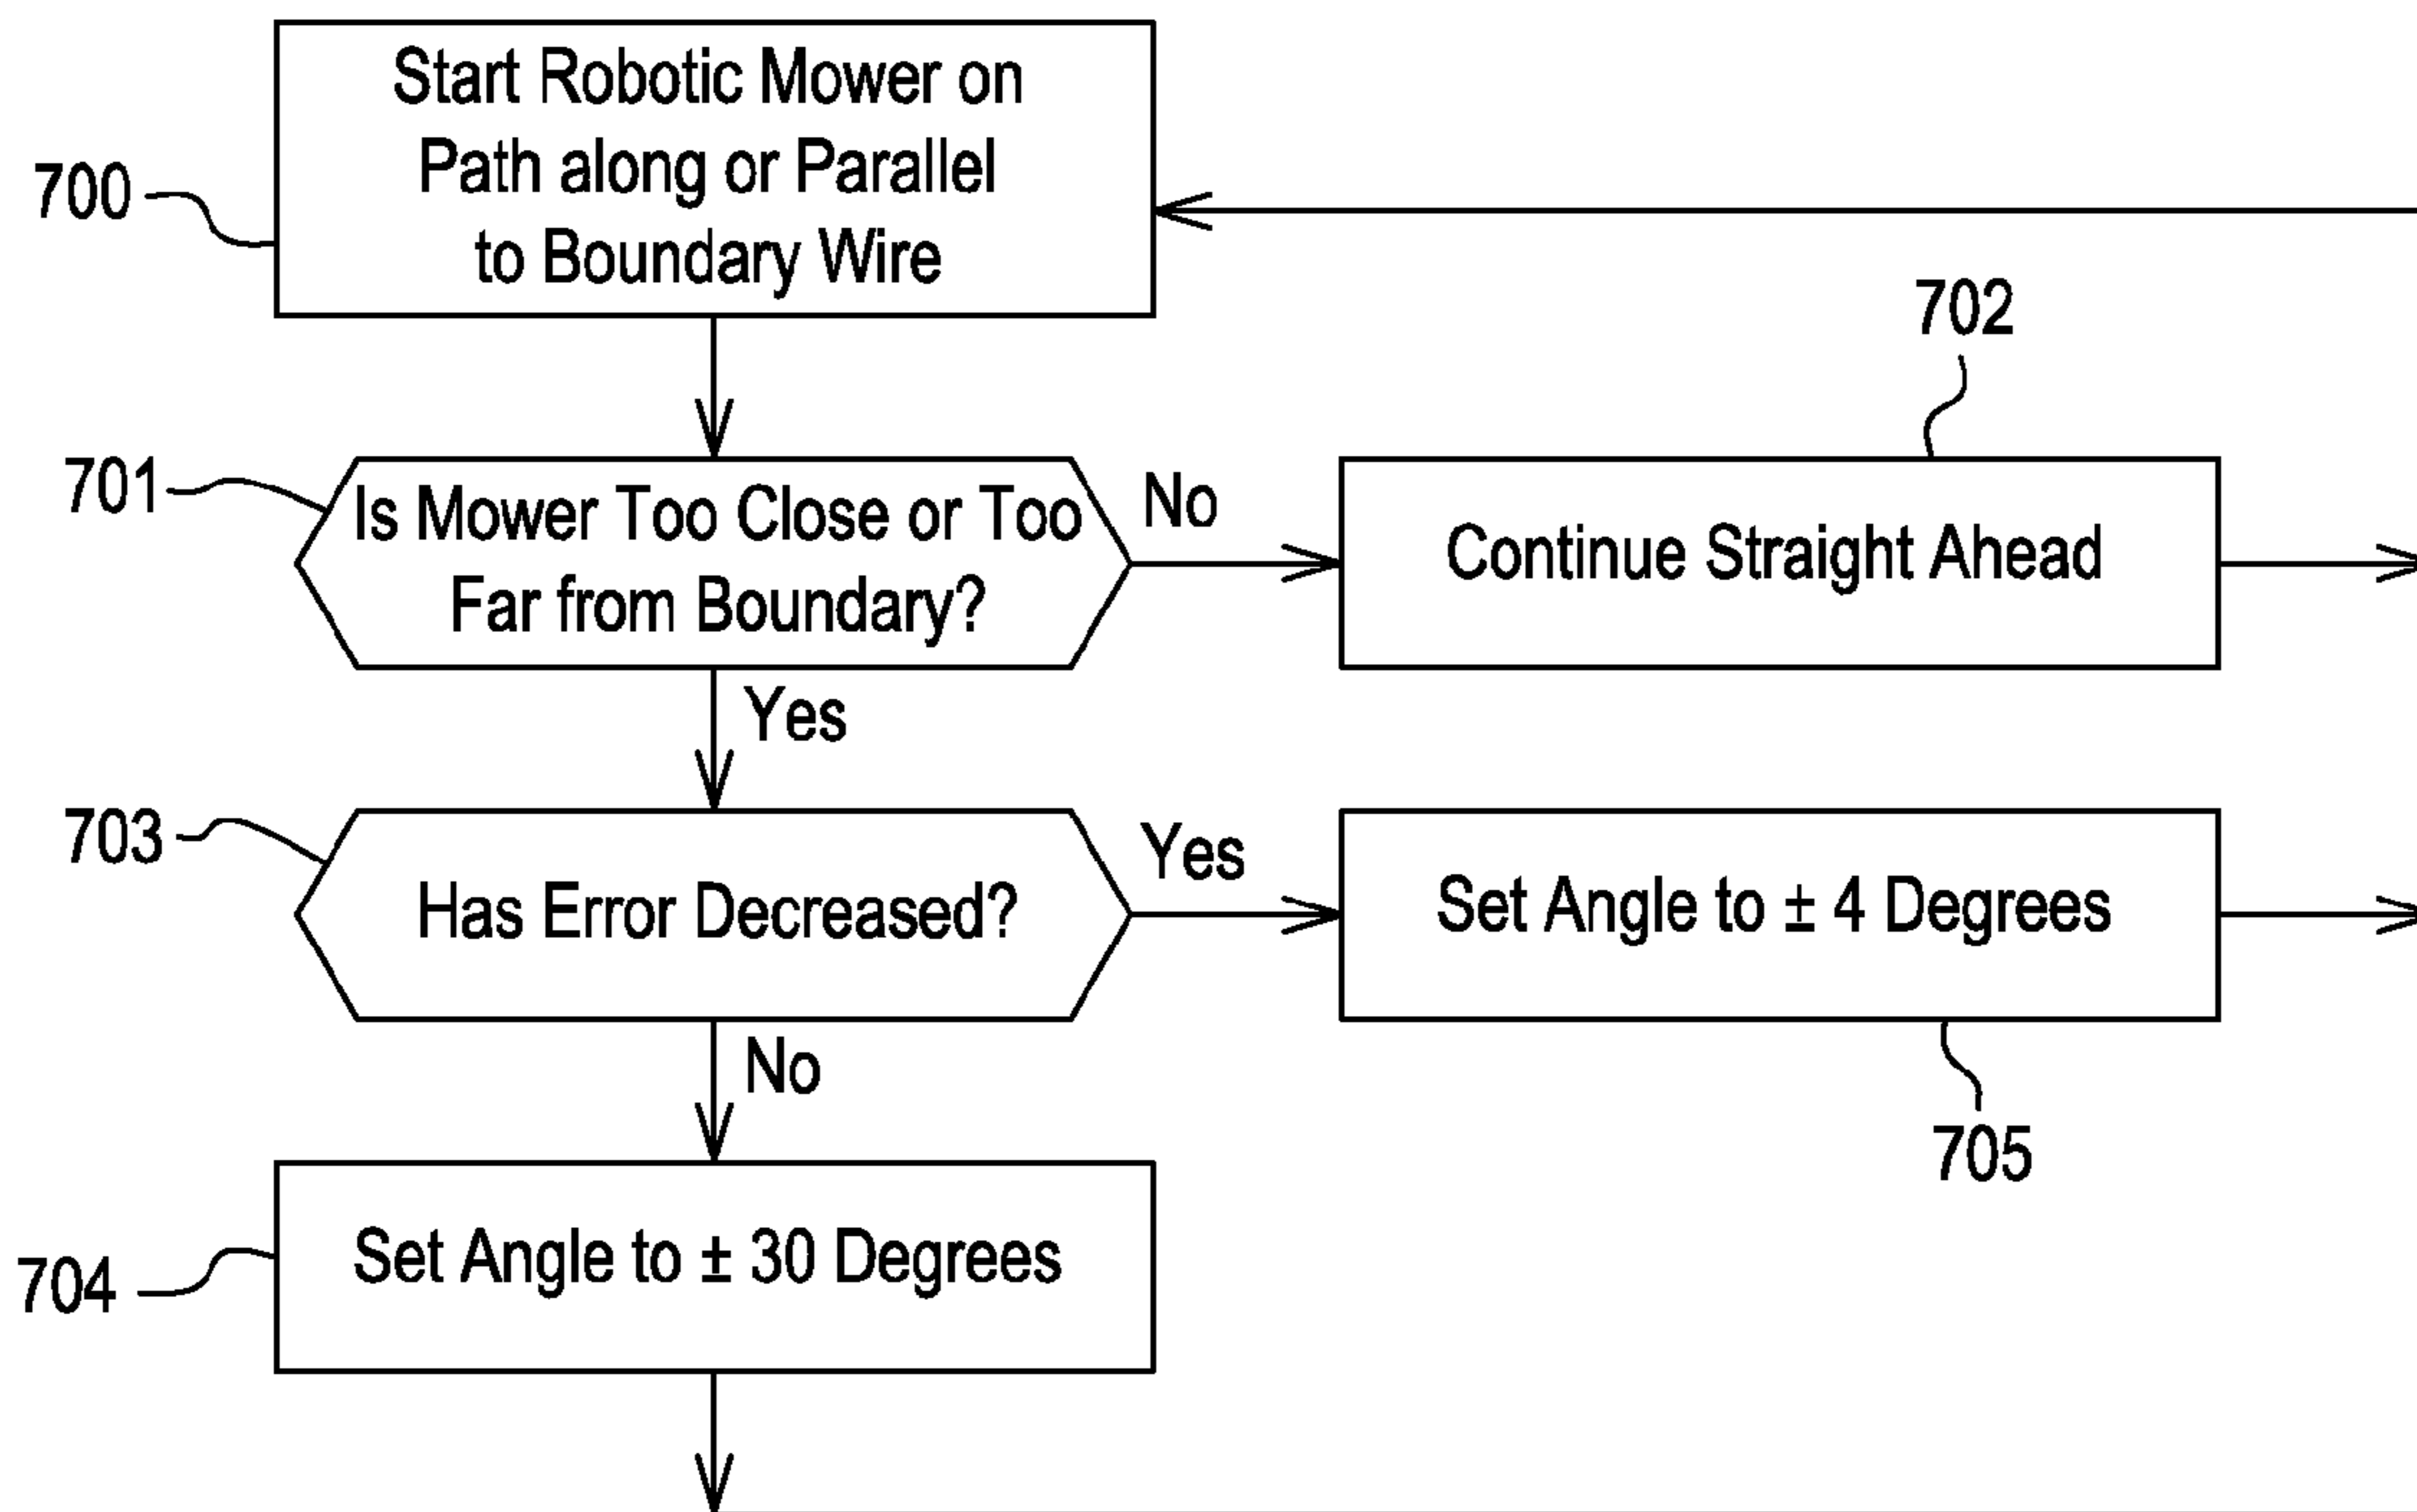 Start Robotic Mower on
Path along or Parallel
to Boundary Wire
700
702
701
Is Mower Too Close or Too
Far from Boundary?
No
Continue Straight Ahead
Yes
703
Has Error Decreased?
Yes
Set Angle to ± 4 Degrees
No
705
704
Set Angle to ± 30 Degrees